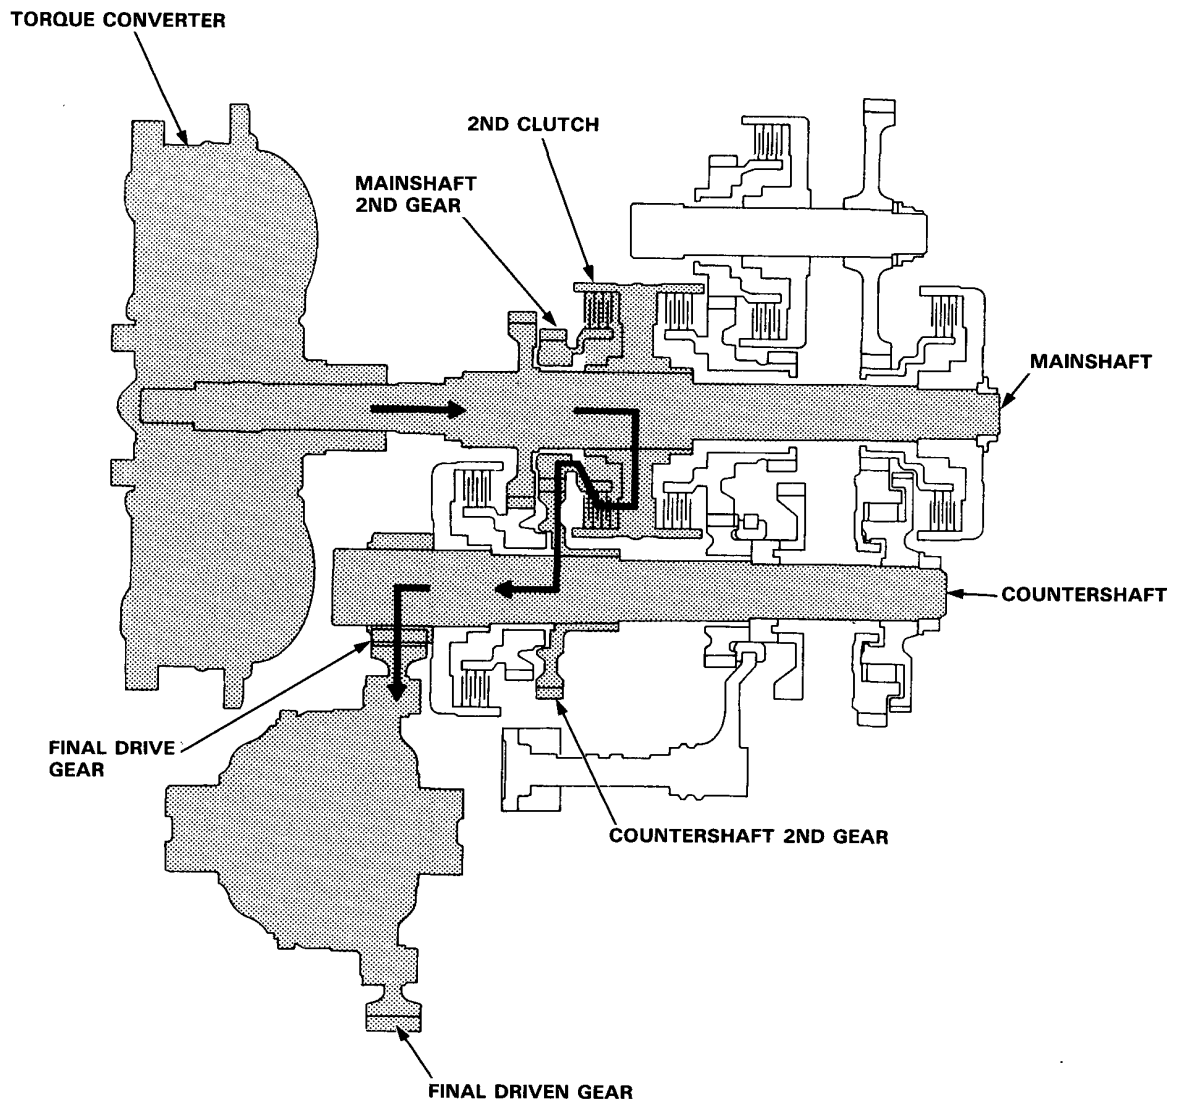 TORQUE CONVERTER
2ND CLUTCH
MAINSHAFT
2ND GEAR
MAINSHAFT
COUNTERSHAFT
FINAL DRIVE
GEAR
COUNTERSHAFT 2ND GEAR
FINAL DRIVEN GEAR